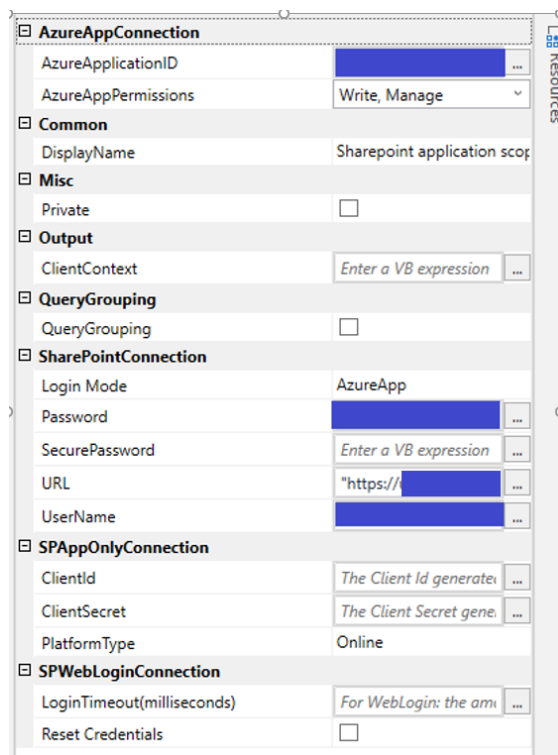 AzureAppConnection
AzureApplicationID ...
AzureAppPermissions Write, Manage
Common
DisplayName Sharepoint application scop
Misc
Private
Output
ClientContext Enter a VB expression ...
QueryGrouping
QueryGrouping
SharePointConnection
Login Mode AzureApp
Password ...
SecurePassword Enter a VB expression ...
URL "https:// ...
UserName ...
SPAppOnlyConnection
ClientId The Client Id generate ...
ClientSecret The Client Secret gene ...
PlatformType Online
SPWebLoginConnection
LoginTimeout(milliseconds) For WebLogin: the am ...
Reset Credentials
Resources